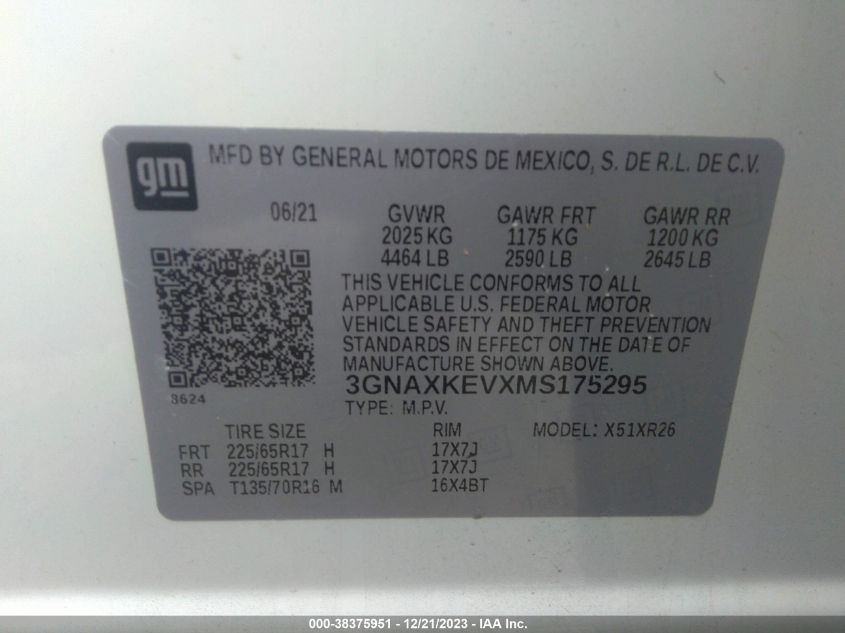 gm
MFD BY GENERAL MOTORS DE MEXICO, S. DE R.L. DE C.V.
06/21 GVWR GAWR FRT GAWR RR
2025 KG 1175 KG 1200 KG
4464 LB 2590 LB 2645 LB
THIS VEHICLE CONFORMS TO ALL
APPLICABLE U.S. FEDERAL MOTOR
VEHICLE SAFETY AND THEFT PREVENTION
STANDARDS IN EFFECT ON THE DATE OF
MANUFACTURE SHOWN ABOVE.
3GNAXKEVXMS175295
8624
TYPE: M.P.V.
TIRE SIZE RIM MODEL: X51XR26
FRT 225/65R17 H 17X7J
RR 225/65R17 H 17X7J
SPA T135/70R16 M 16X4BT
000-38375951 - 12/21/2023 - IAAI.com